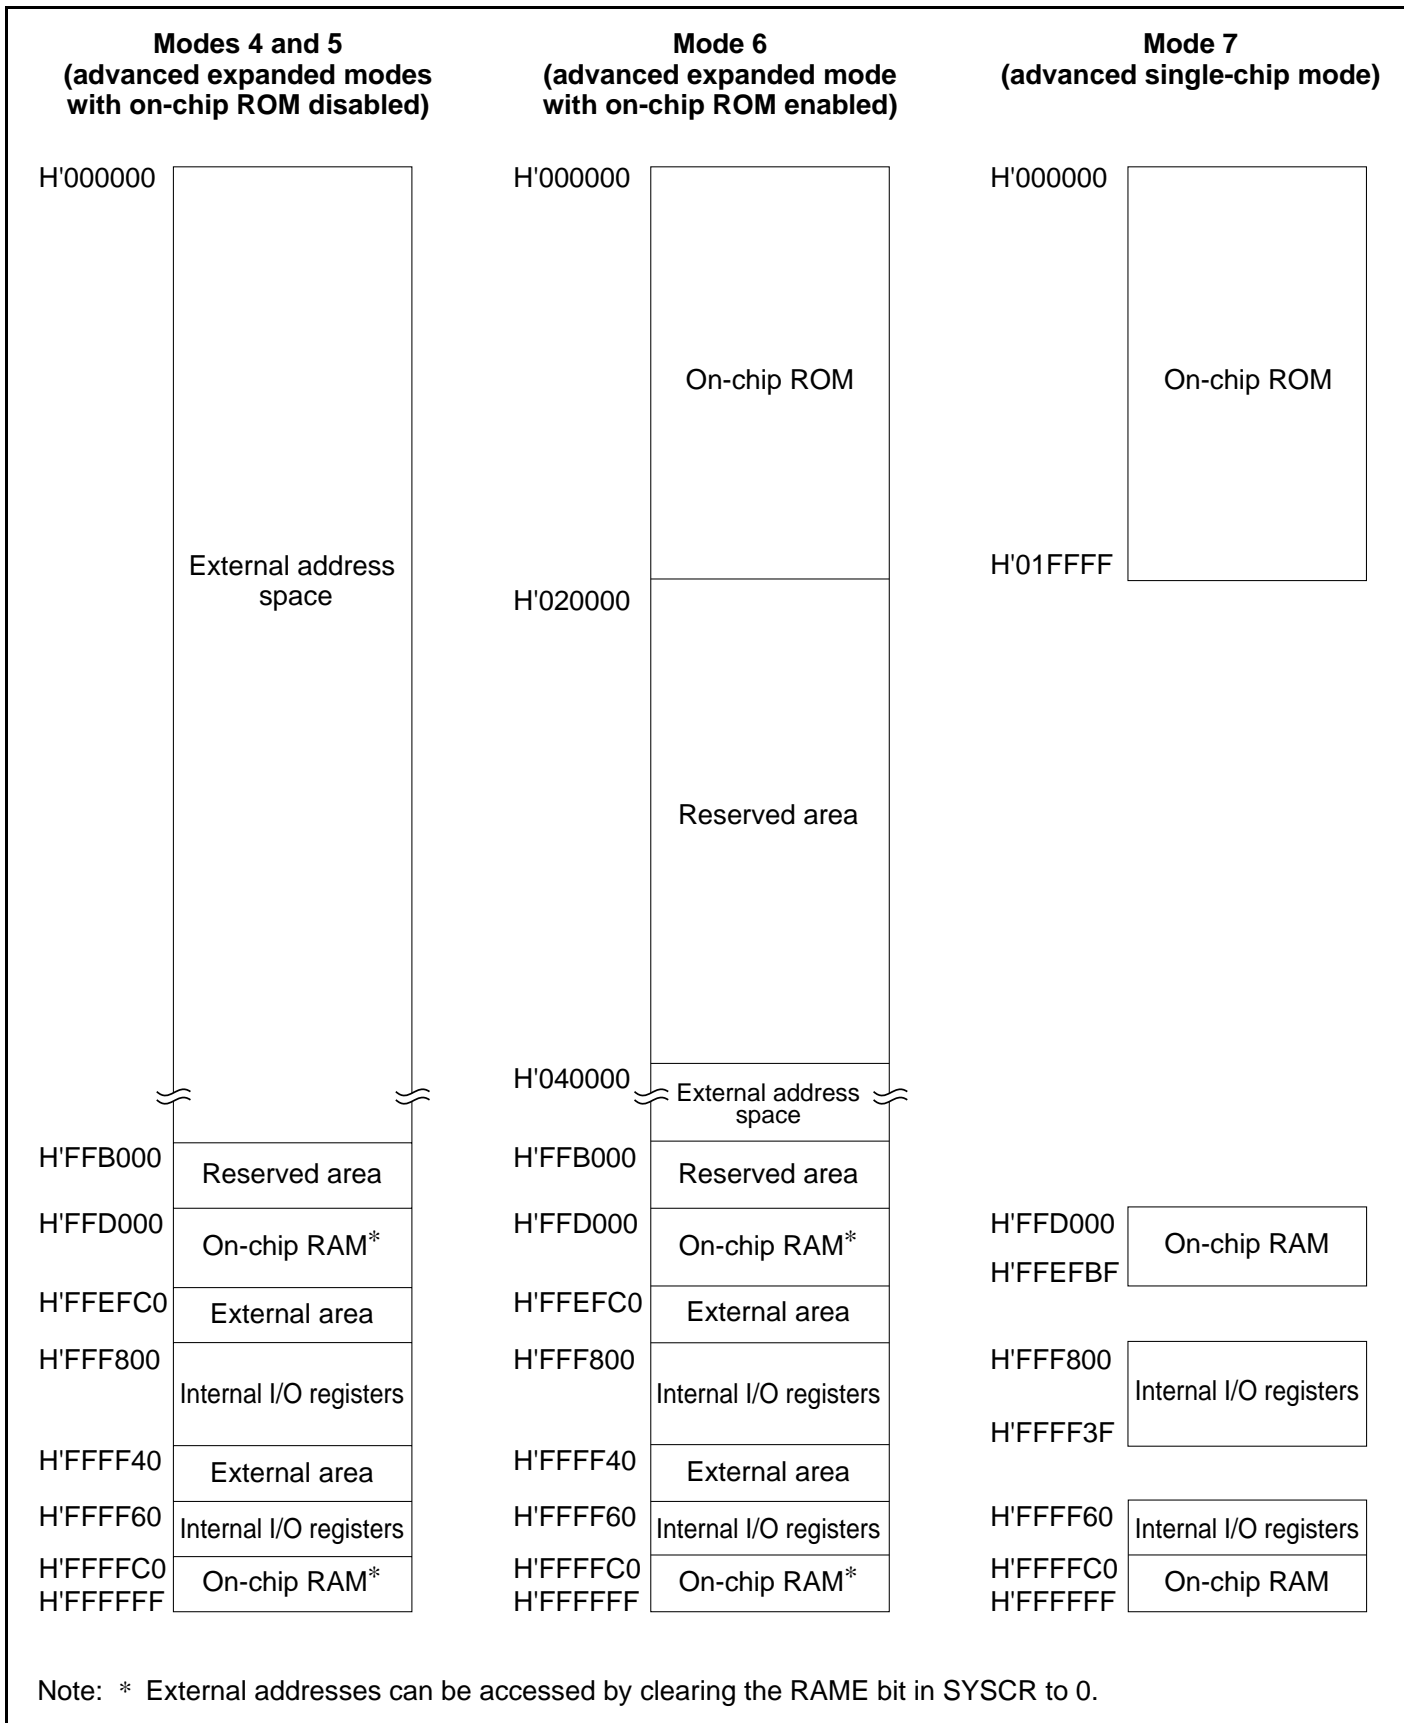 Modes 4 and 5
(advanced expanded modes
with on-chip ROM disabled)
H'000000
External address
space
H'FFB000
Reserved area
H'FFD000
On-chip RAM*
H'FFEFC0
External area
H'FFF800
Internal I/O registers
H'FFFF40
External area
H'FFFF60
Internal I/O registers
H'FFFFC0
On-chip RAM*
H'FFFFFF
Mode 6
(advanced expanded mode
with on-chip ROM enabled)
H'000000
On-chip ROM
H'020000
Reserved area
H'040000
External address
space
H'FFB000
Reserved area
H'FFD000
On-chip RAM*
H'FFEFC0
External area
H'FFF800
Internal I/O registers
H'FFFF40
External area
H'FFFF60
Internal I/O registers
H'FFFFC0
On-chip RAM*
H'FFFFFF
Mode 7
(advanced single-chip mode)
H'000000
On-chip ROM
H'01FFFF
H'FFD000
On-chip RAM
H'FFEFBF
H'FFF800
Internal I/O registers
H'FFFF3F
H'FFFF60
Internal I/O registers
H'FFFFC0
On-chip RAM
H'FFFFFF
Note: * External addresses can be accessed by clearing the RAME bit in SYSCR to 0.